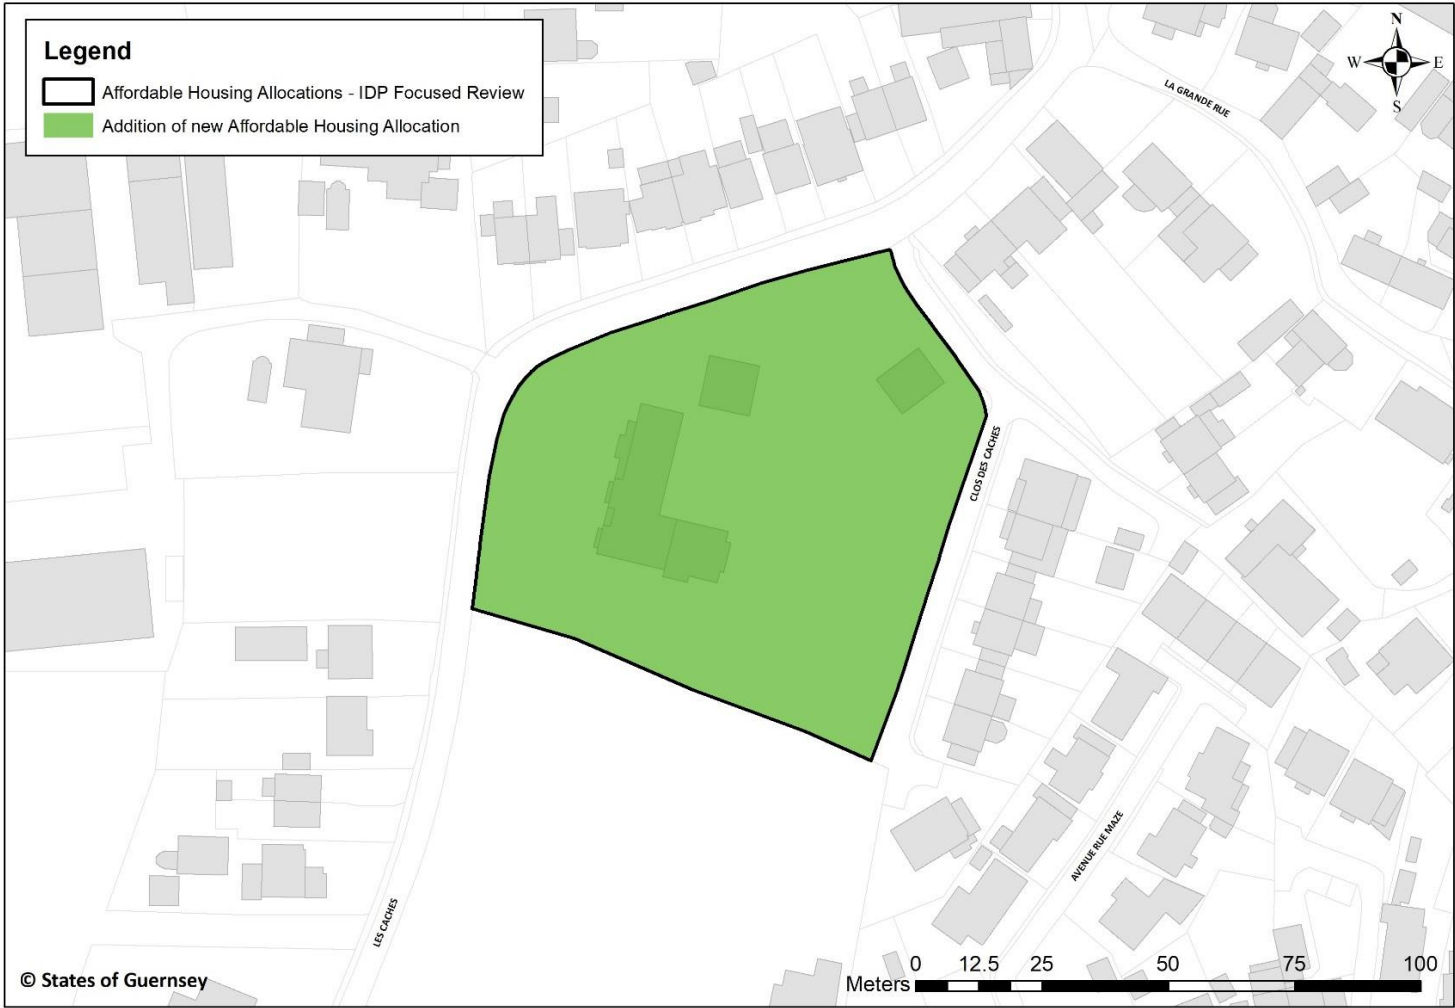 Legend
Affordable Housing Allocations - IDP Focused Review
Addition of new Affordable Housing Allocation
N
W E
S
LA GRANDE RUE
CLOS DES CACHES
AVENUE RUE MAZE
LES CACHES
© States of Guernsey
Meters 0 12.5 25 50 75 100